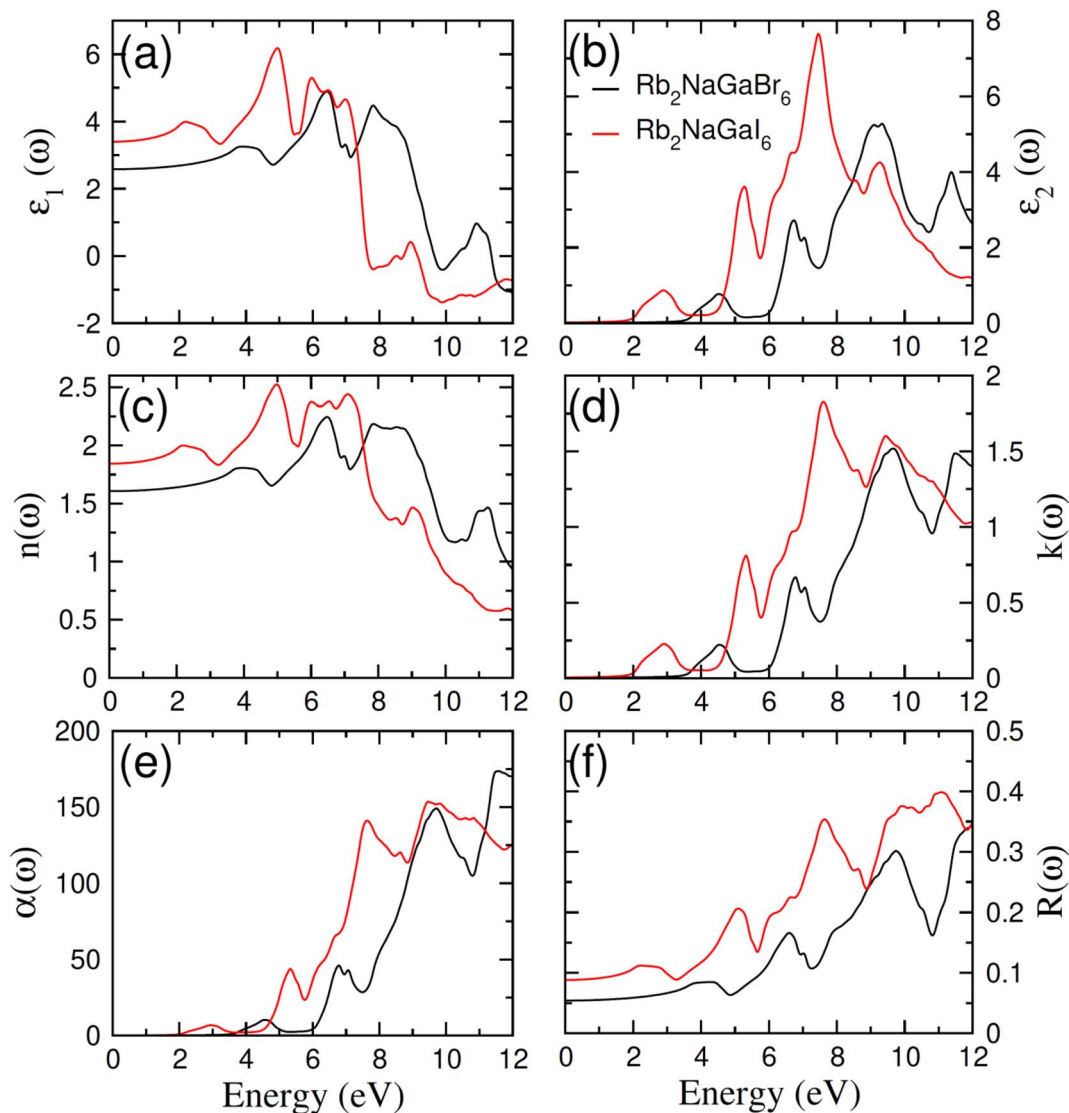 (a)
6
4
2
0
-2
ε₁ (ω)
0 2 4 6 8 10 12
(b)
Rb₂NaGaBr₆
Rb₂NaGaI₆
8
6
4
2
0
ε₂ (ω)
0 2 4 6 8 10 12
(c)
2.5
2
1.5
1
0.5
0
n(ω)
0 2 4 6 8 10 12
(d)
2
1.5
1
0.5
0
k(ω)
0 2 4 6 8 10 12
(e)
200
150
100
50
0
α(ω)
0 2 4 6 8 10 12
Energy (eV)
(f)
0.5
0.4
0.3
0.2
0.1
0
R(ω)
0 2 4 6 8 10 12
Energy (eV)